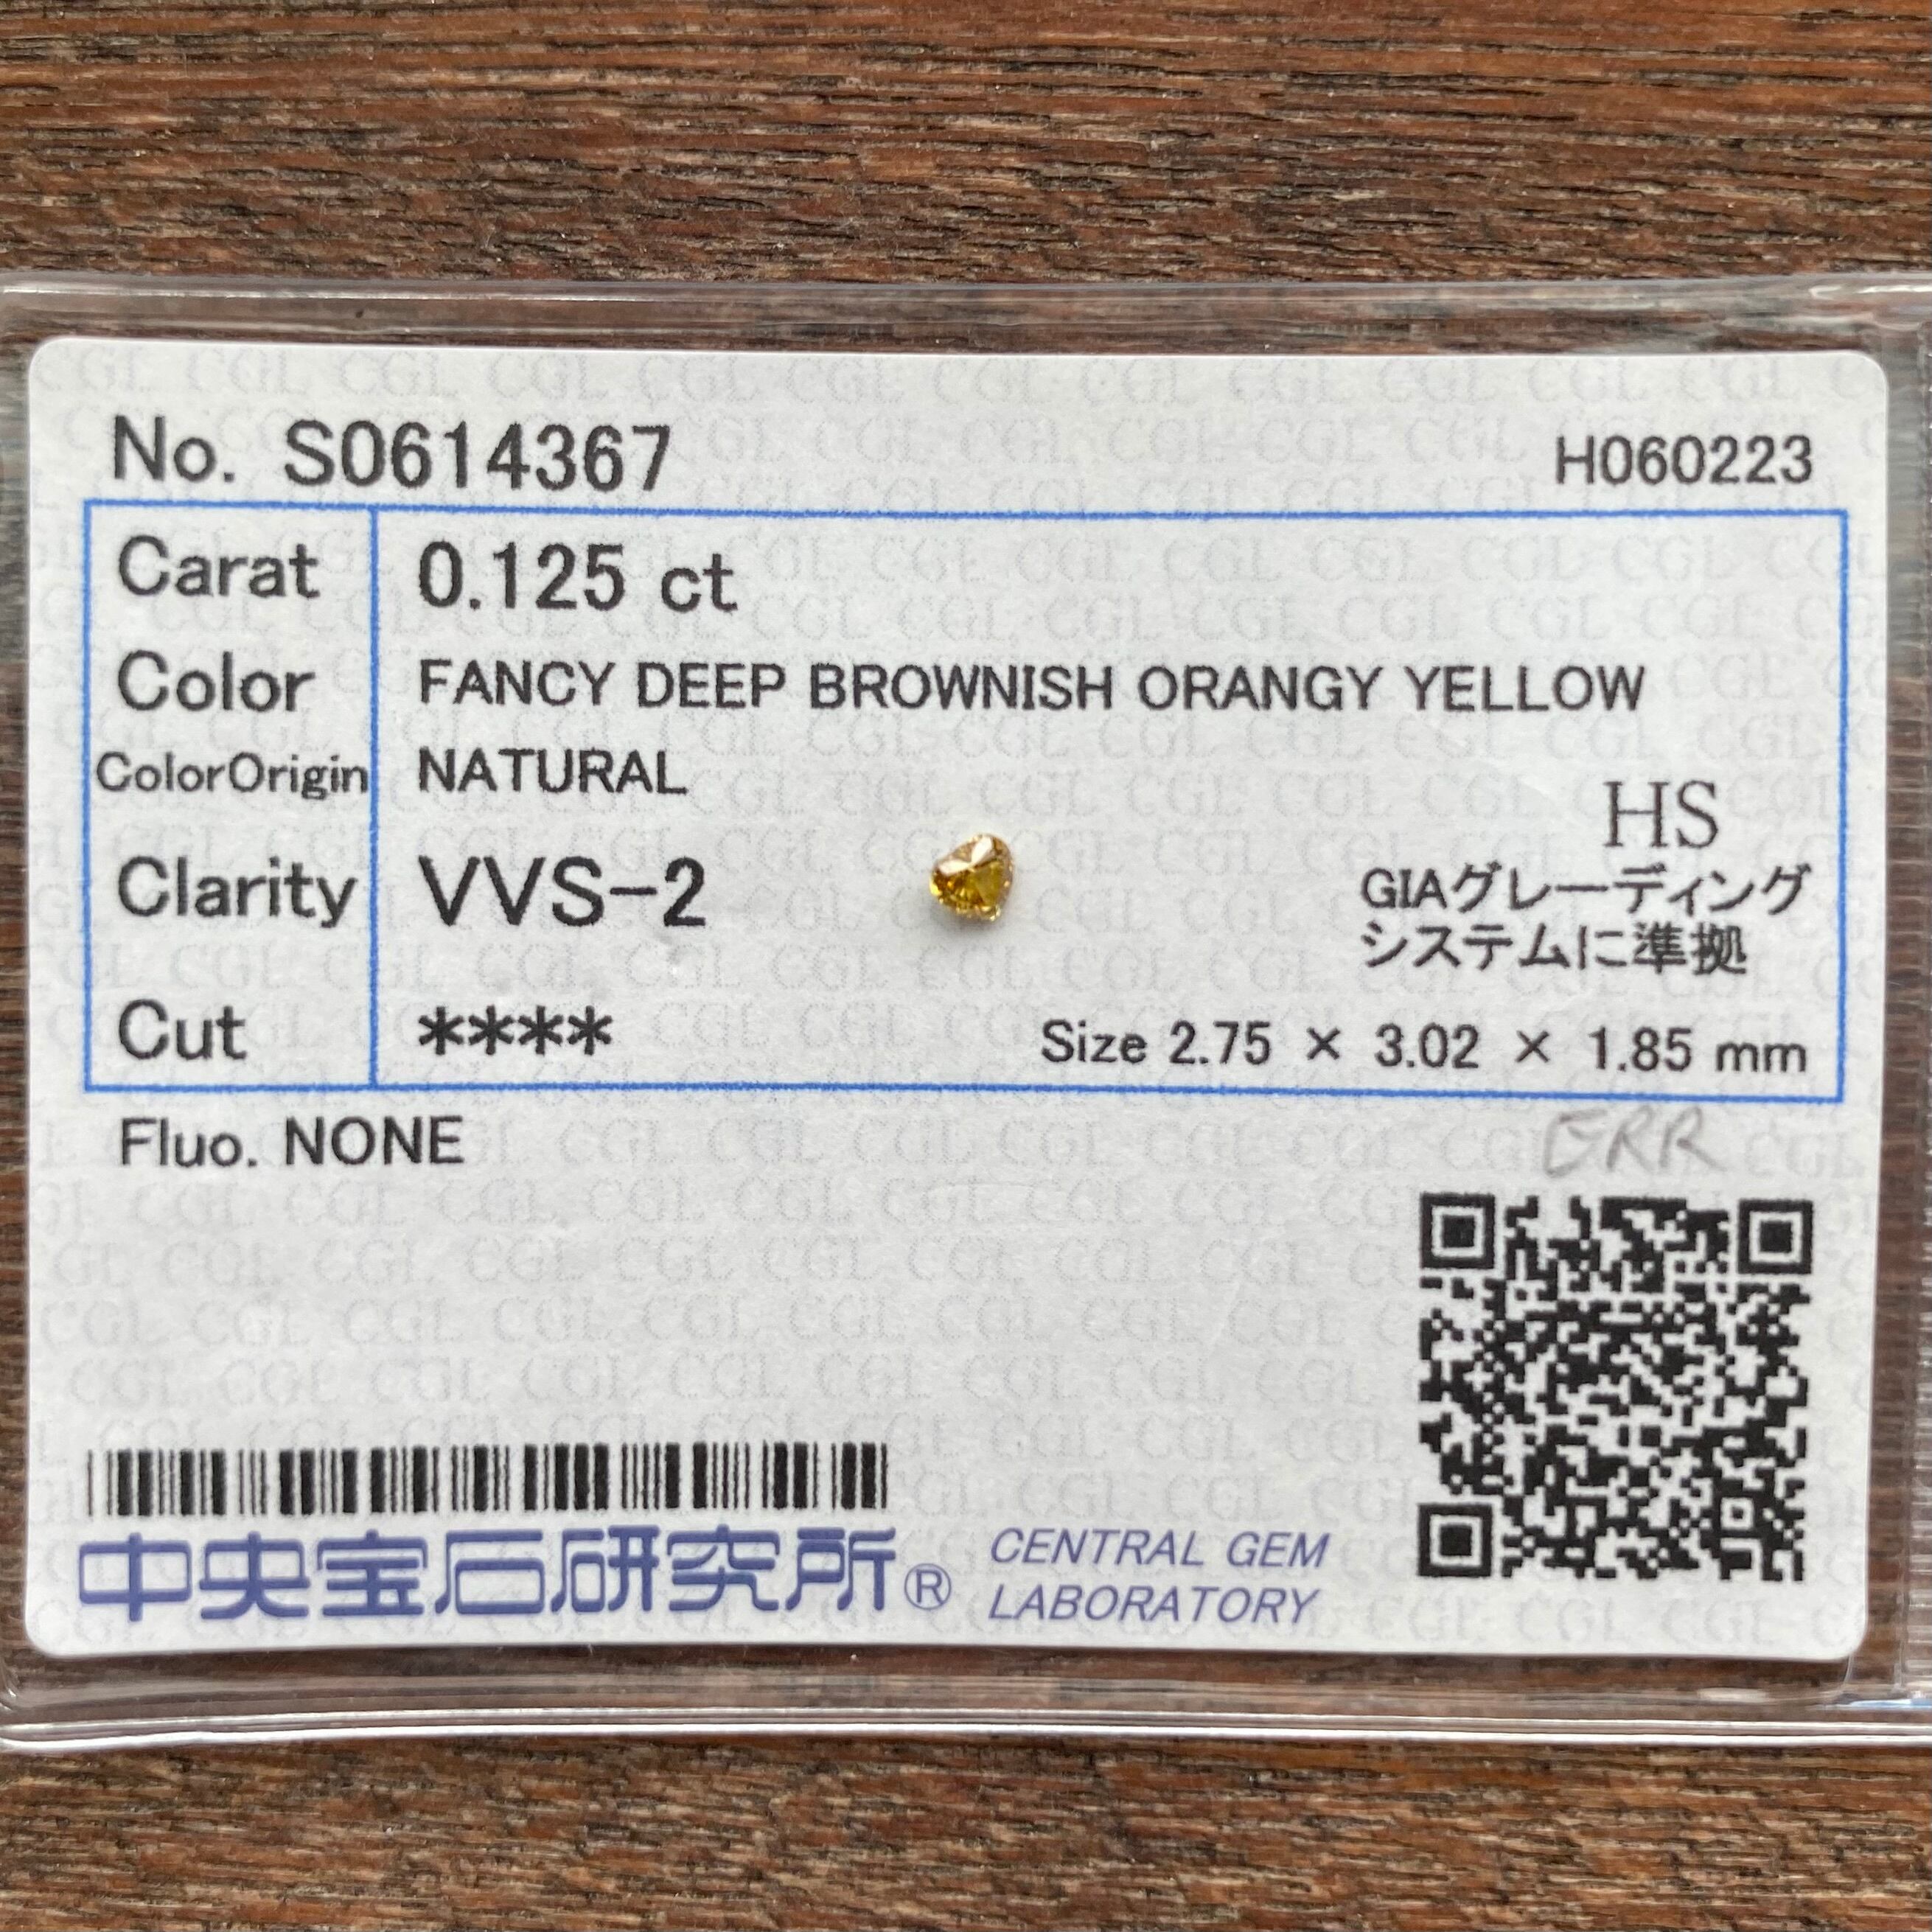 No. S0614367
H060223
Carat 0.125 ct
Color FANCY DEEP BROWNISH ORANGY YELLOW
ColorOrigin NATURAL
HS
Clarity VVS-2
GIAグレーディング
システムに準拠
Cut ****
Size 2.75 × 3.02 × 1.85 mm
Fluo. NONE
中央宝石研究所®
CENTRAL GEM
LABORATORY